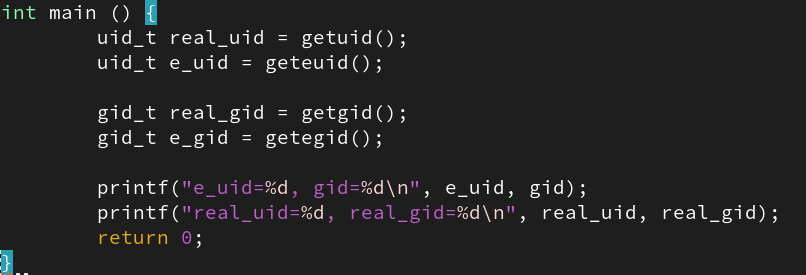 int main () {
        uid_t real_uid = getuid();
        uid_t e_uid = geteuid();

        gid_t real_gid = getgid();
        gid_t e_gid = getegid();

        printf("e_uid=%d, gid=%d\n", e_uid, gid);
        printf("real_uid=%d, real_gid=%d\n", real_uid, real_gid);
        return 0;
}